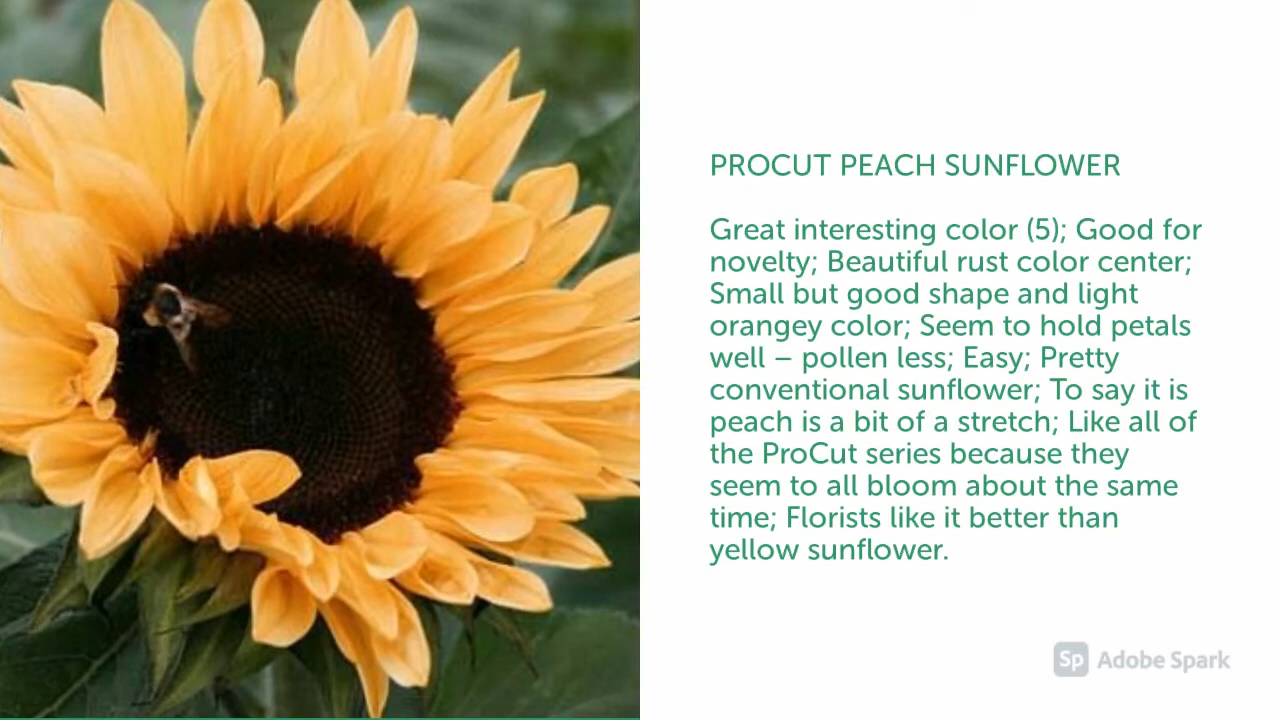 PROCUT PEACH SUNFLOWER
Great interesting color (5); Good for
novelty; Beautiful rust color center;
Small but good shape and light
orangey color; Seem to hold petals
well – pollen less; Easy; Pretty
conventional sunflower; To say it is
peach is a bit of a stretch; Like all of
the ProCut series because they
seem to all bloom about the same
time; Florists like it better than
yellow sunflower.
Sp Adobe Spark